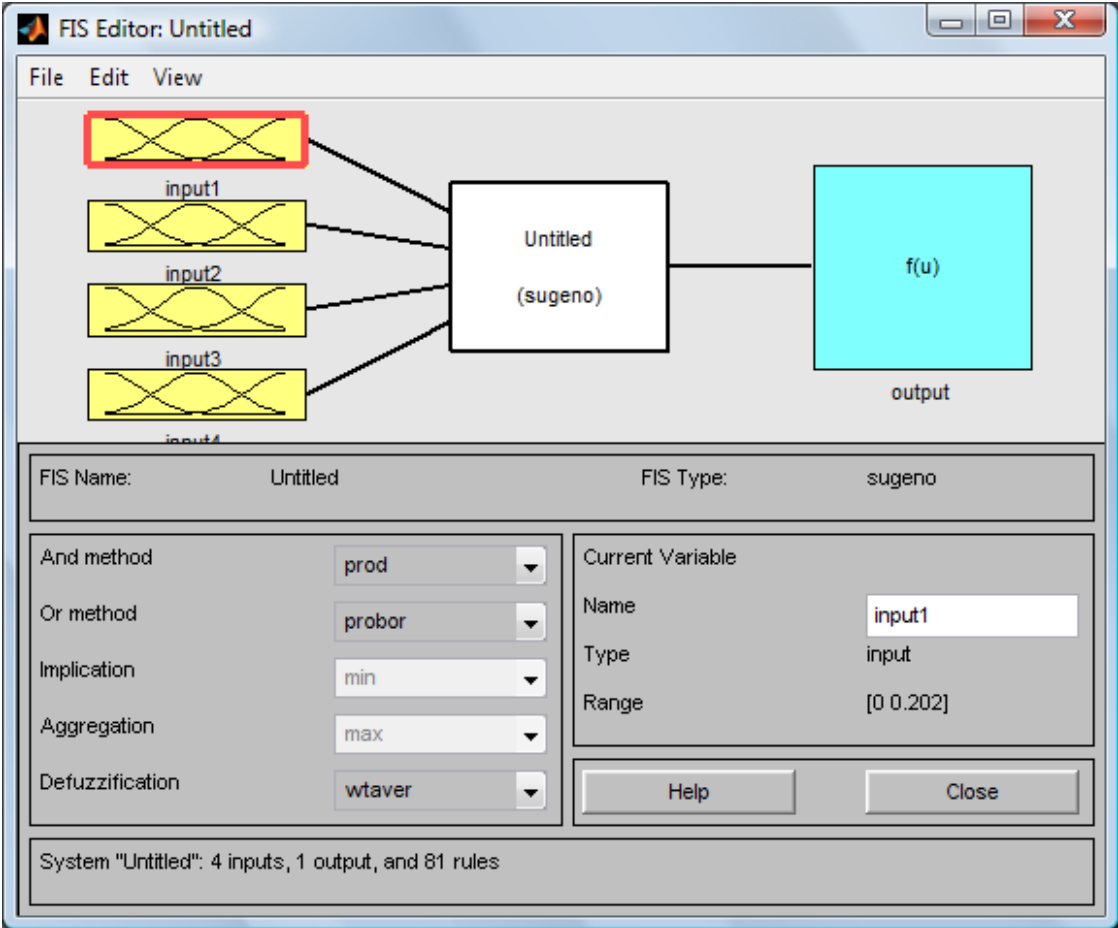 FIS Editor: Untitled
File Edit View
input1
input2
input3
input4
Untitled
(sugeno)
f(u)
output
FIS Name: Untitled FIS Type: sugeno
And method prod
Or method probor
Implication min
Aggregation max
Defuzzification wtaver
Current Variable
Name input1
Type input
Range [0 0.202]
Help Close
System "Untitled": 4 inputs, 1 output, and 81 rules